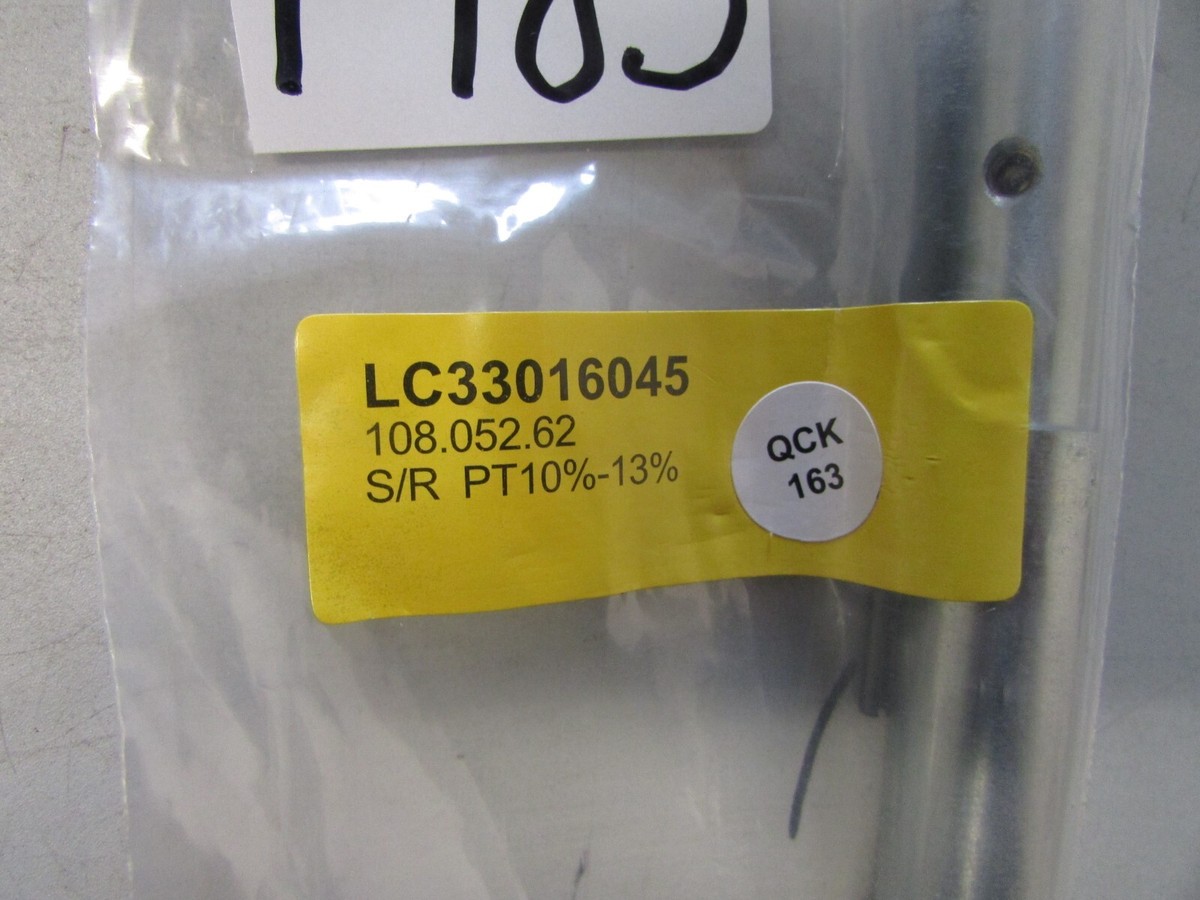 LC33016045
108.052.62
S/R PT10%-13%
QCK
163